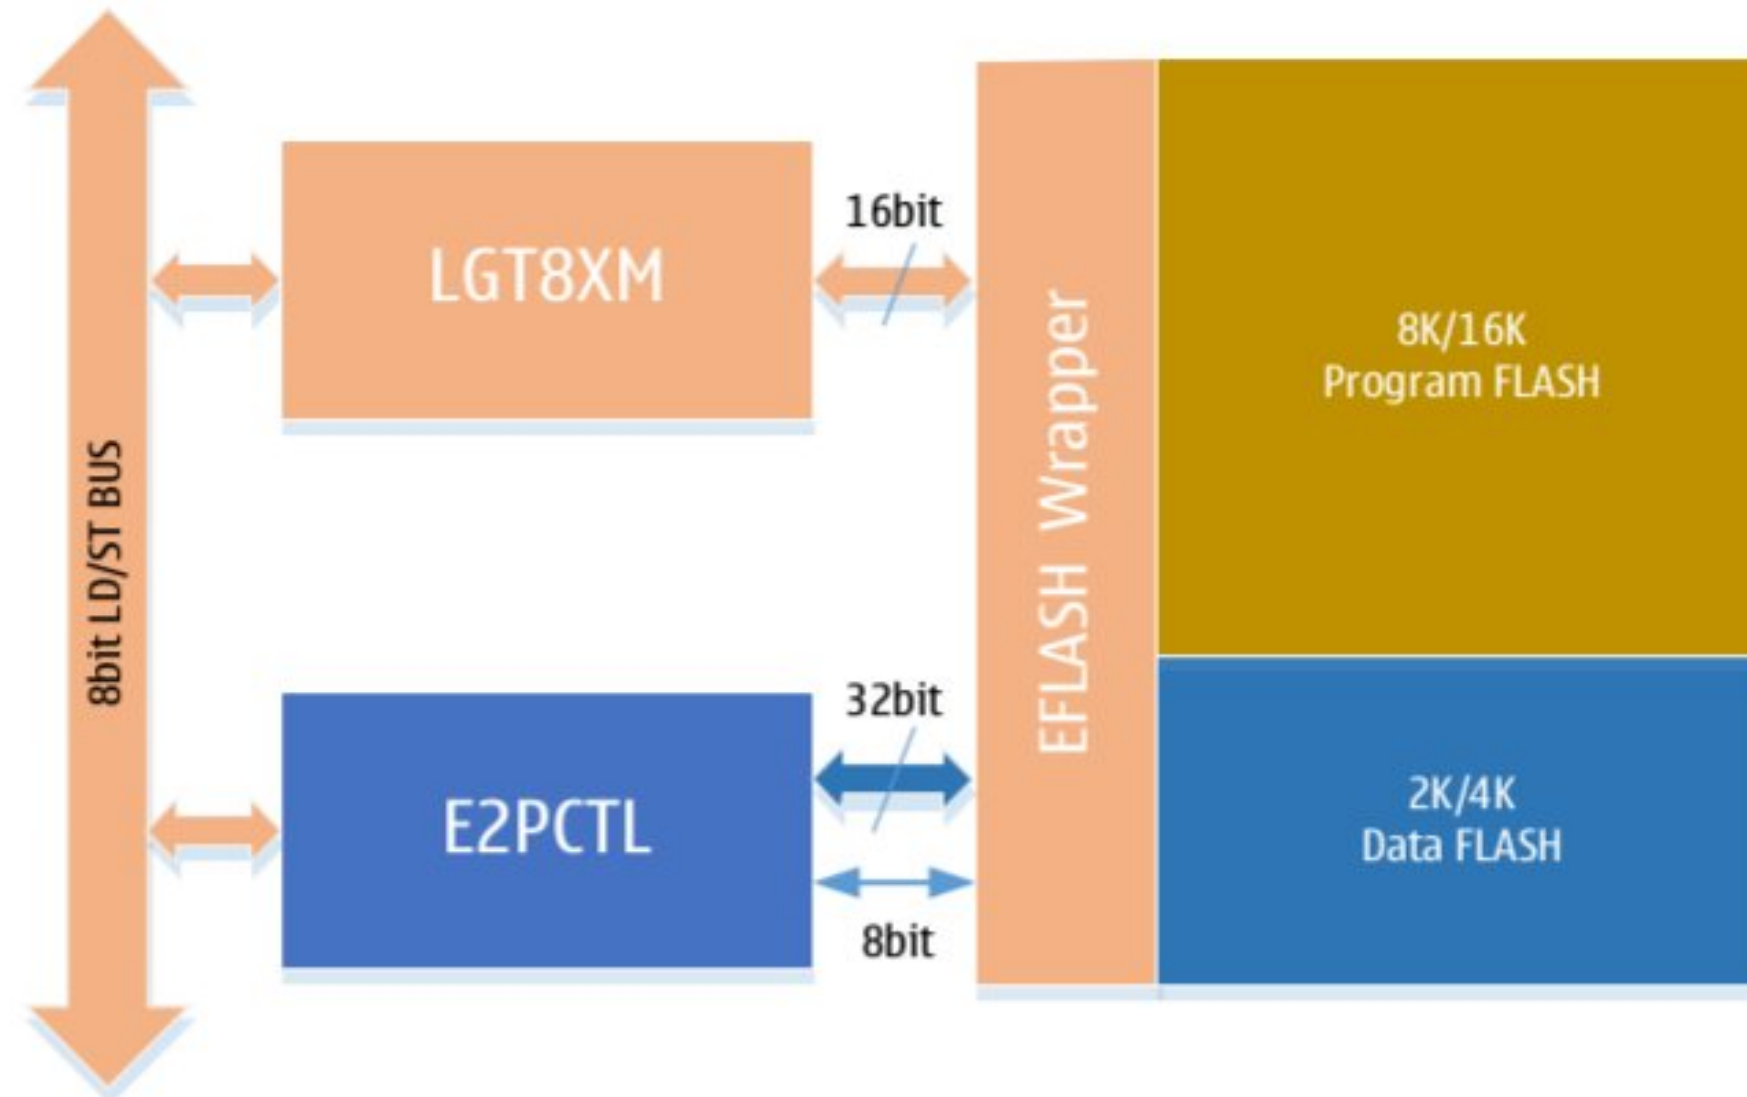 8bit LD/ST BUS
LGT8XM
16bit
EFLASH Wrapper
8K/16K
Program FLASH
E2PCTL
32bit
8bit
2K/4K
Data FLASH